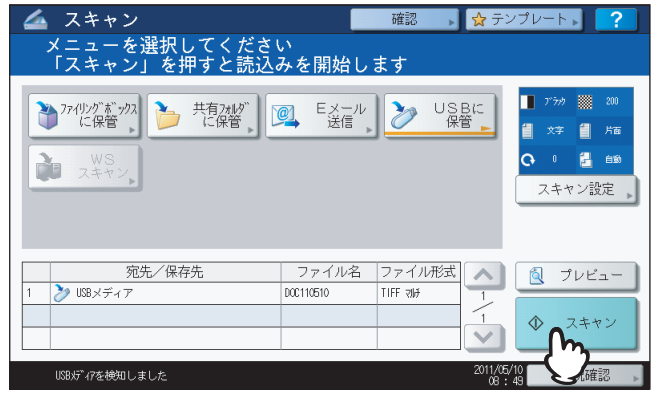 スキャン
確認
テンプレート
?
メニューを選択してください
「スキャン」を押すと読込みを開始します
ファイリングボックス
に保管
共有フォルダ
に保管
Eメール
送信
USBに
保管
WS
スキャン
ブラック
200
文字
片面
0
自動
スキャン設定
宛先/保存先
ファイル名
ファイル形式
1
USBメディア
DOC110510
TIFF マルチ
1
1
プレビュー
スキャン
USBメディアを検知しました
2011/05/10
08 : 49
確認